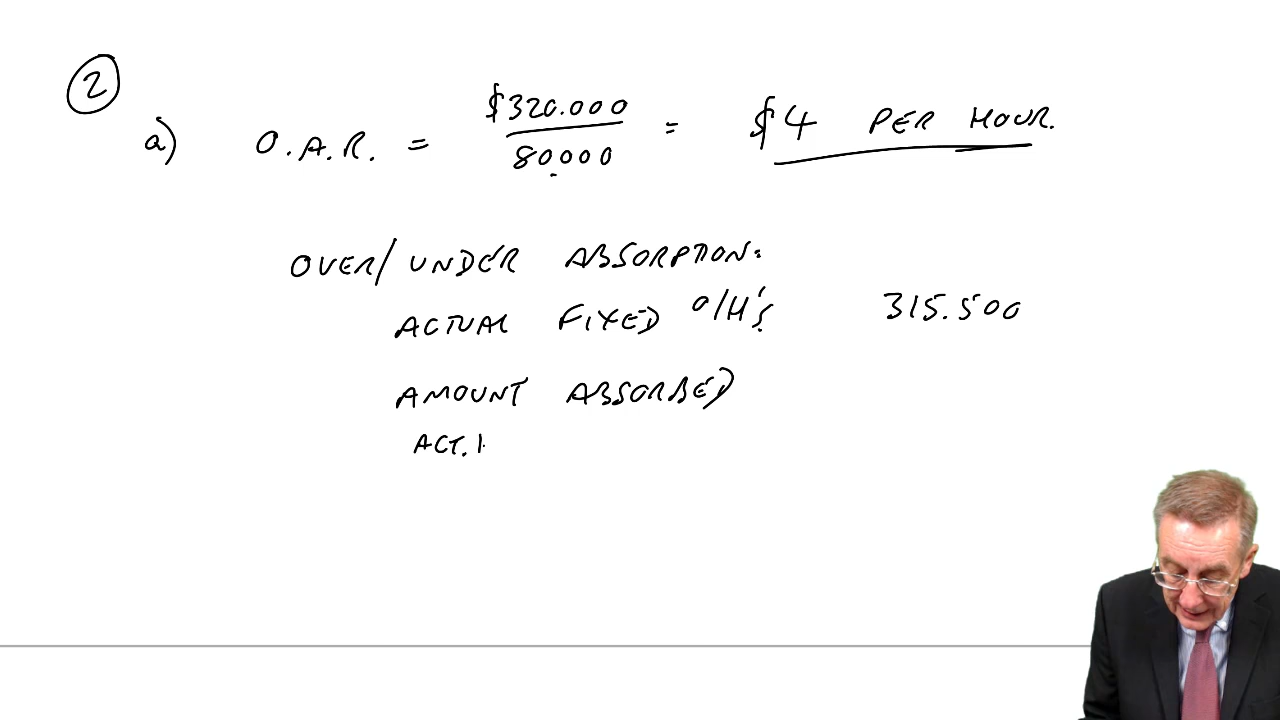 2
a) O.A.R. = $320.000 / 80000 = $4 PER HOUR.
OVER/UNDER ABSORPTION:
ACTUAL FIXED O/H's 315.500
AMOUNT ABSORBED
ACT.